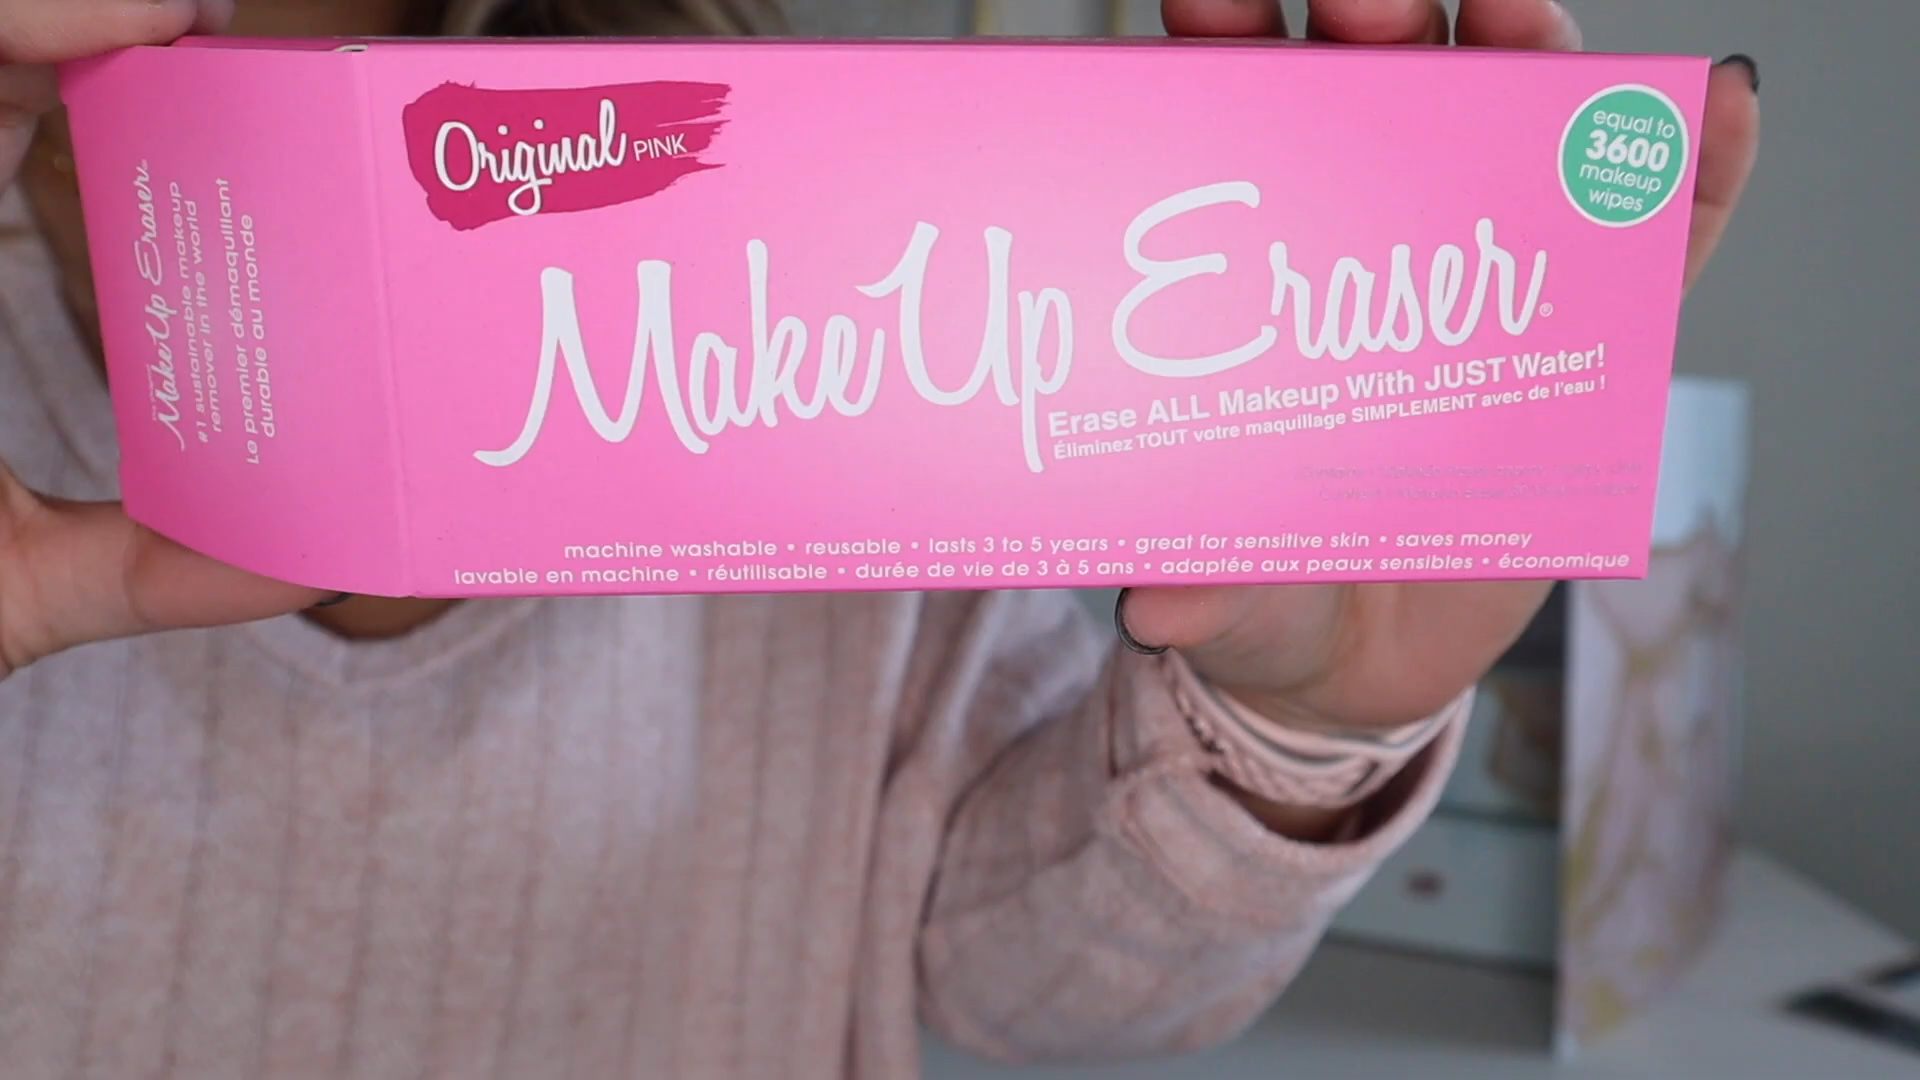 Original PINK
equal to
3600
makeup
wipes
MakeUp Eraser®
Erase ALL Makeup With JUST Water!
Éliminez TOUT votre maquillage SIMPLEMENT avec de l'eau !
machine washable • reusable • lasts 3 to 5 years • great for sensitive skin • saves money
lavable en machine • réutilisable • durée de vie de 3 à 5 ans • adaptée aux peaux sensibles • économique
MakeUp Eraser
#1 sustainable makeup
remover in the world
Le premier démaquillant
durable au monde